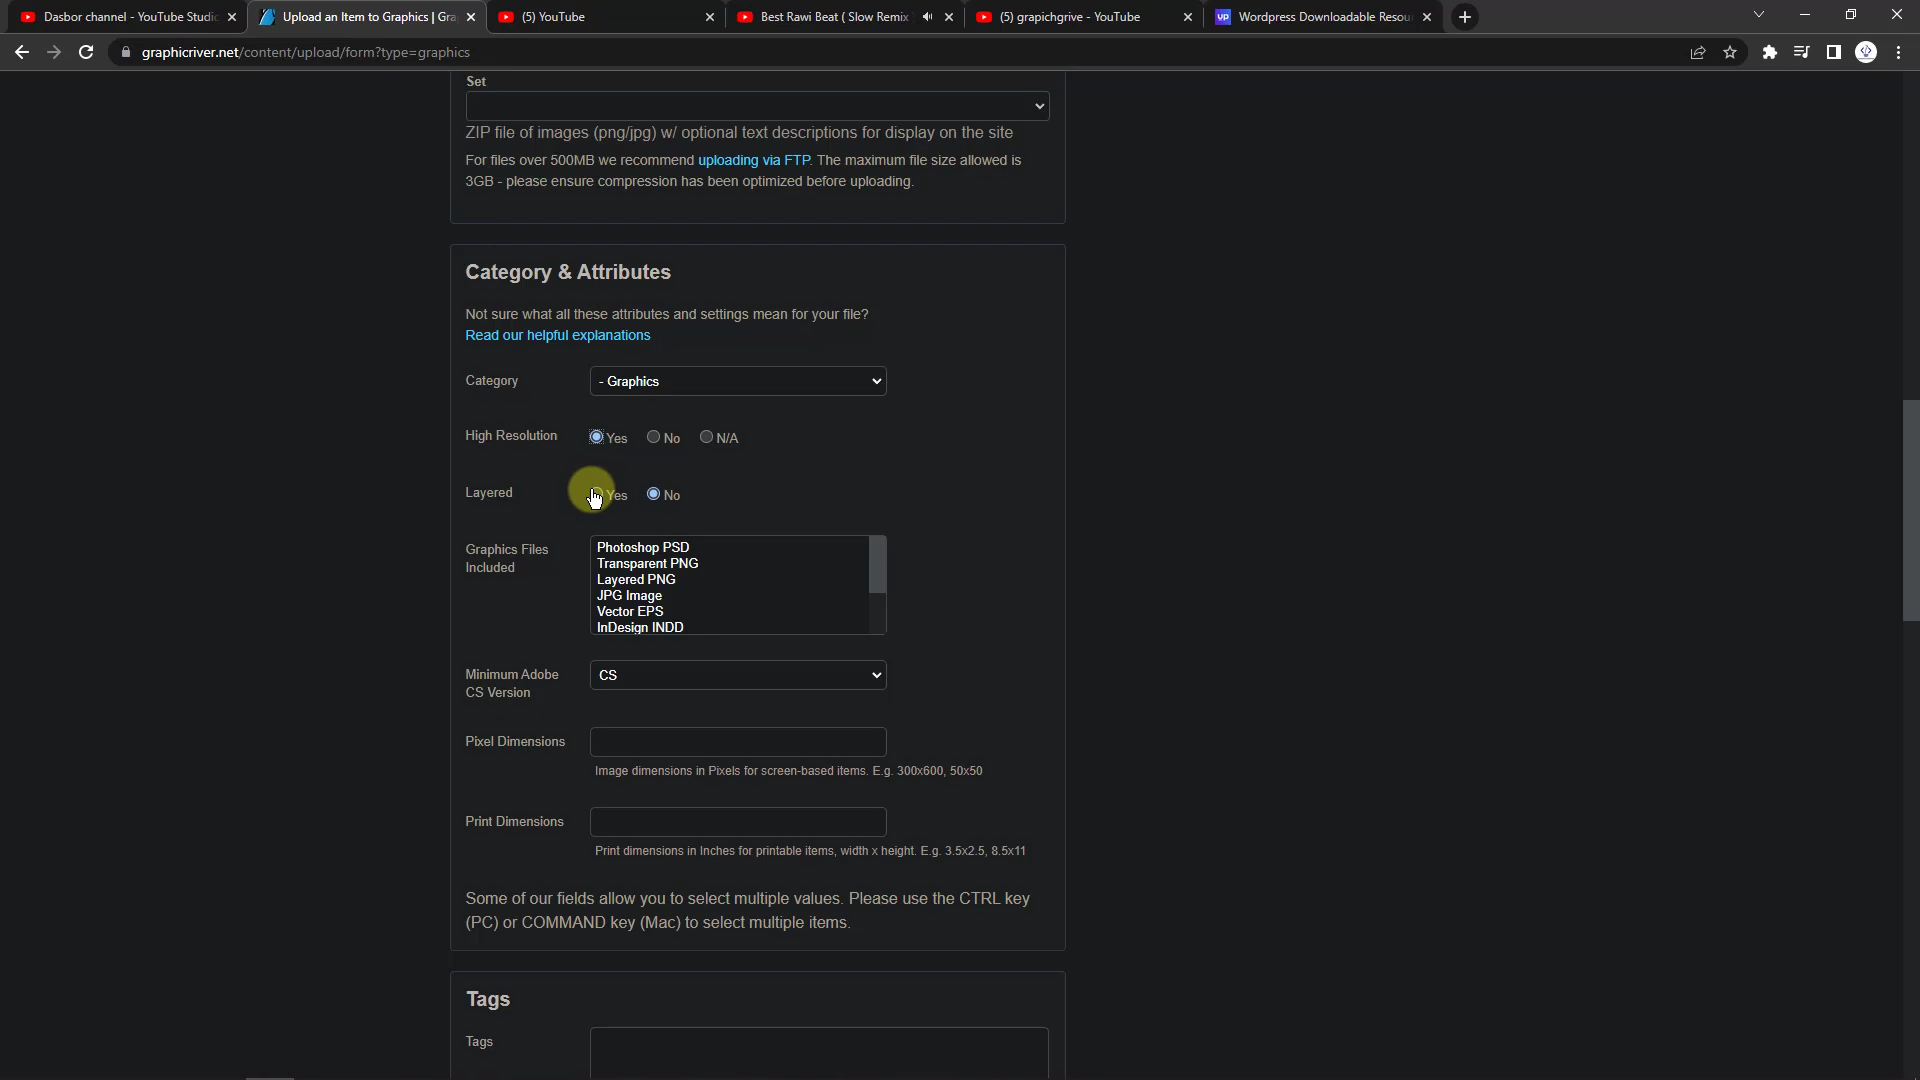 Dasbor channel - YouTube Studio
Upload an Item to Graphics | Gra
(5) YouTube
Best Rawi Beat ( Slow Remix
(5) grapichgrive - YouTube
Wordpress Downloadable Resou
graphicriver.net/content/upload/form?type=graphics
Set
ZIP file of images (png/jpg) w/ optional text descriptions for display on the site
For files over 500MB we recommend uploading via FTP. The maximum file size allowed is
3GB - please ensure compression has been optimized before uploading.
Category & Attributes
Not sure what all these attributes and settings mean for your file?
Read our helpful explanations
Category
- Graphics
High Resolution
Yes No N/A
Layered
Yes No
Graphics Files
Included
Photoshop PSD
Transparent PNG
Layered PNG
JPG Image
Vector EPS
InDesign INDD
Minimum Adobe
CS Version
CS
Pixel Dimensions
Image dimensions in Pixels for screen-based items. E.g. 300x600, 50x50
Print Dimensions
Print dimensions in Inches for printable items, width x height. E.g. 3.5x2.5, 8.5x11
Some of our fields allow you to select multiple values. Please use the CTRL key
(PC) or COMMAND key (Mac) to select multiple items.
Tags
Tags